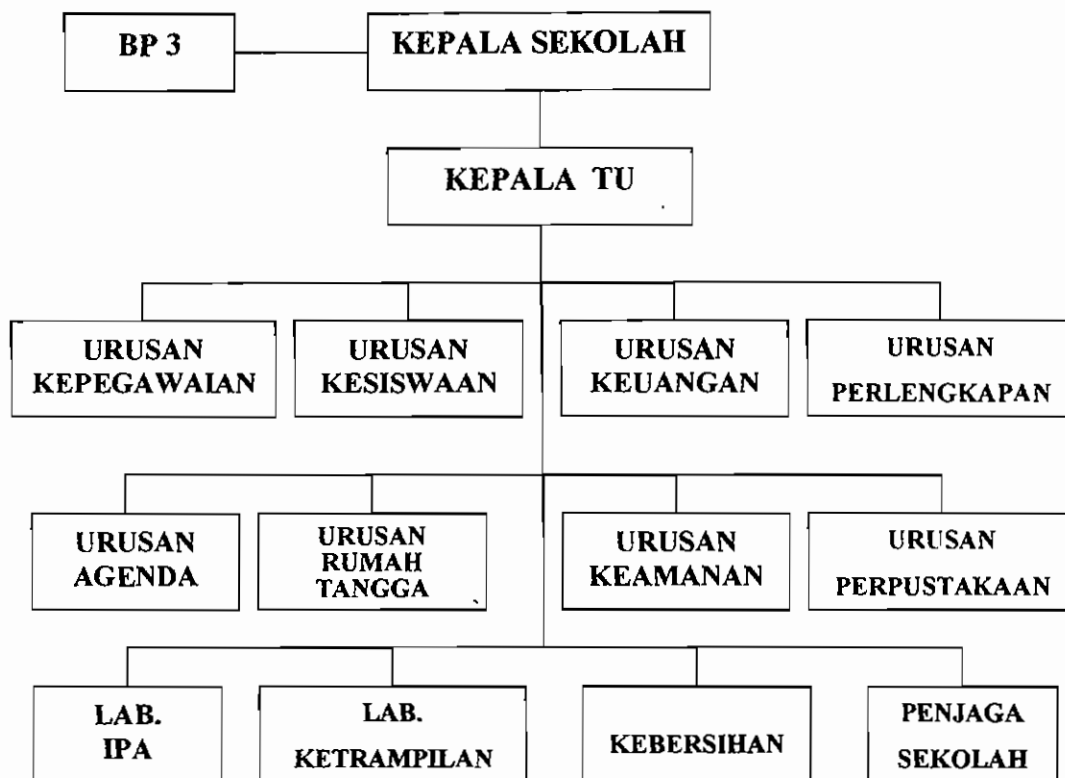 BP 3
KEPALA SEKOLAH
KEPALA TU
URUSAN
KEPEGAWAIAN
URUSAN
KESISWAAN
URUSAN
KEUANGAN
URUSAN
PERLENGKAPAN
URUSAN
AGENDA
URUSAN
RUMAH
TANGGA
URUSAN
KEAMANAN
URUSAN
PERPUSTAKAAN
LAB.
IPA
LAB.
KETRAMPILAN
KEBERSIHAN
PENJAGA
SEKOLAH